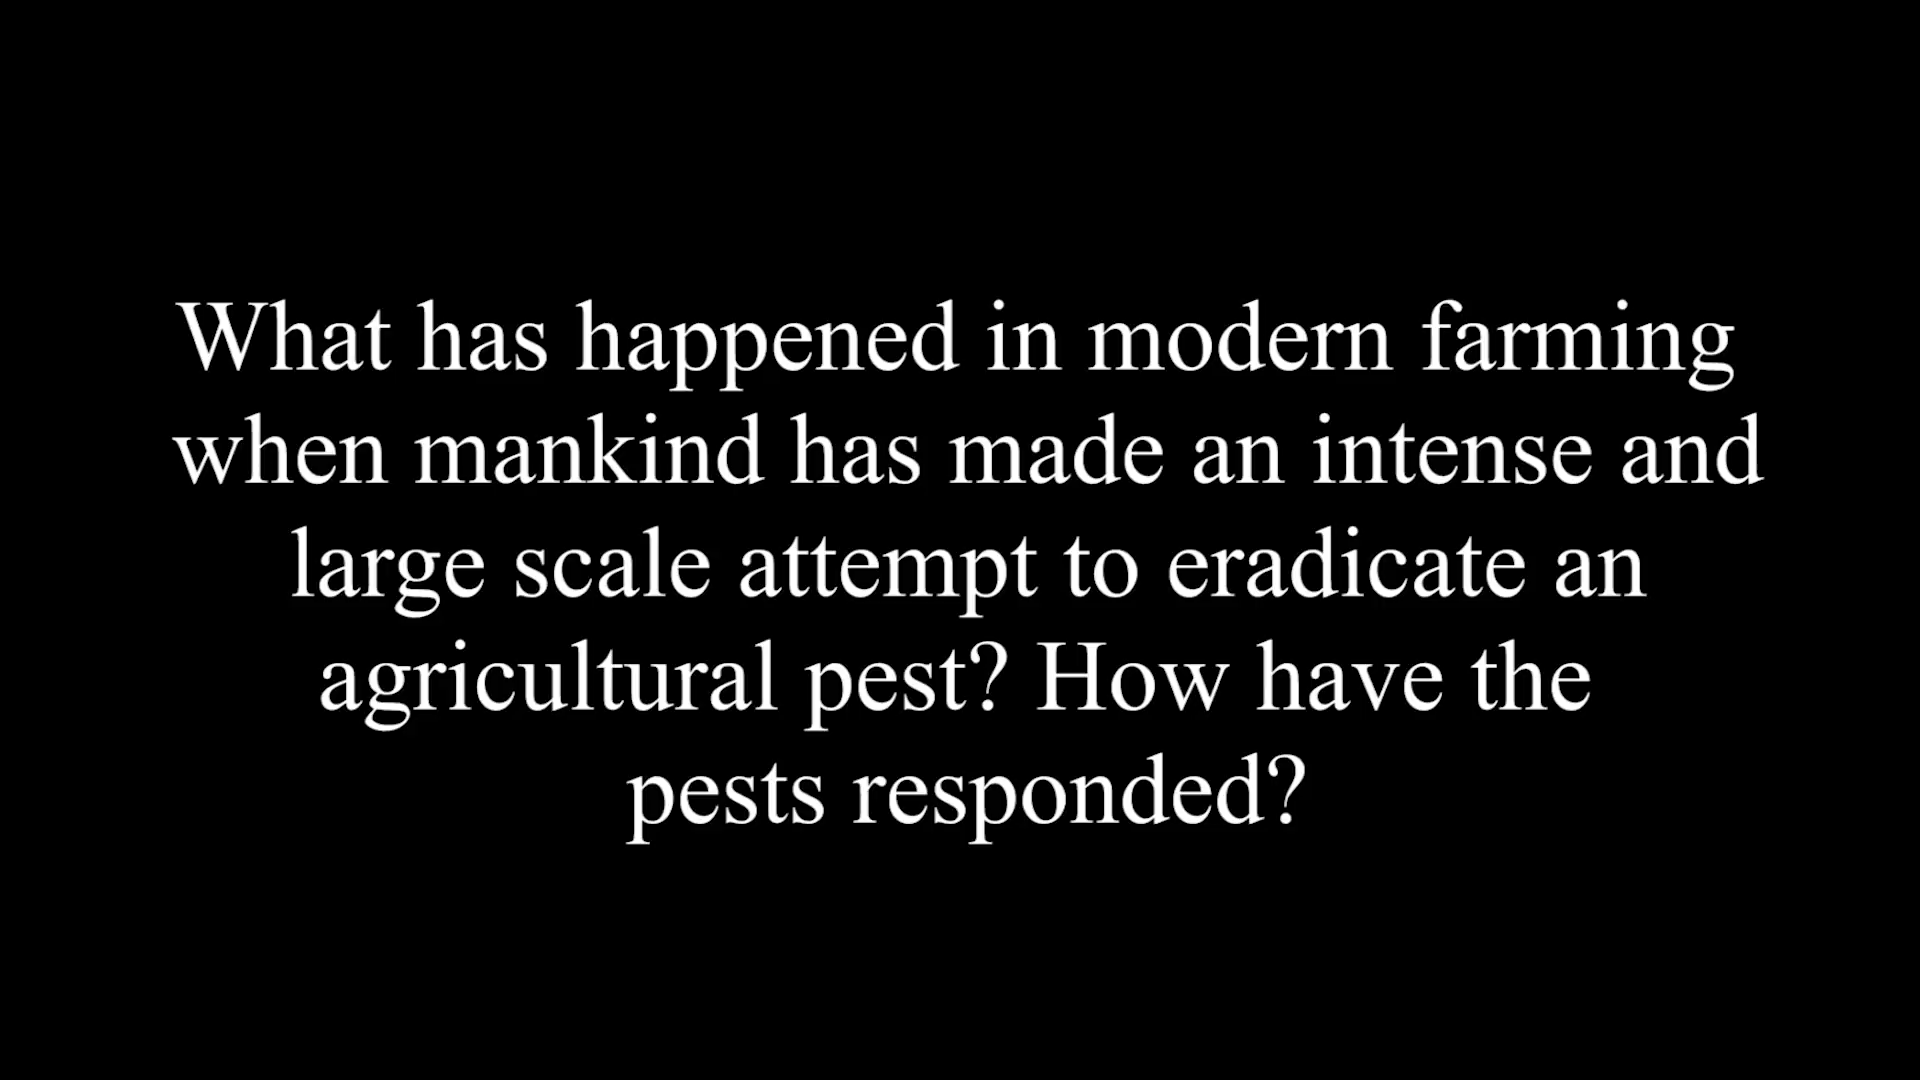 What has happened in modern farming
when mankind has made an intense and
large scale attempt to eradicate an
agricultural pest? How have the
pests responded?